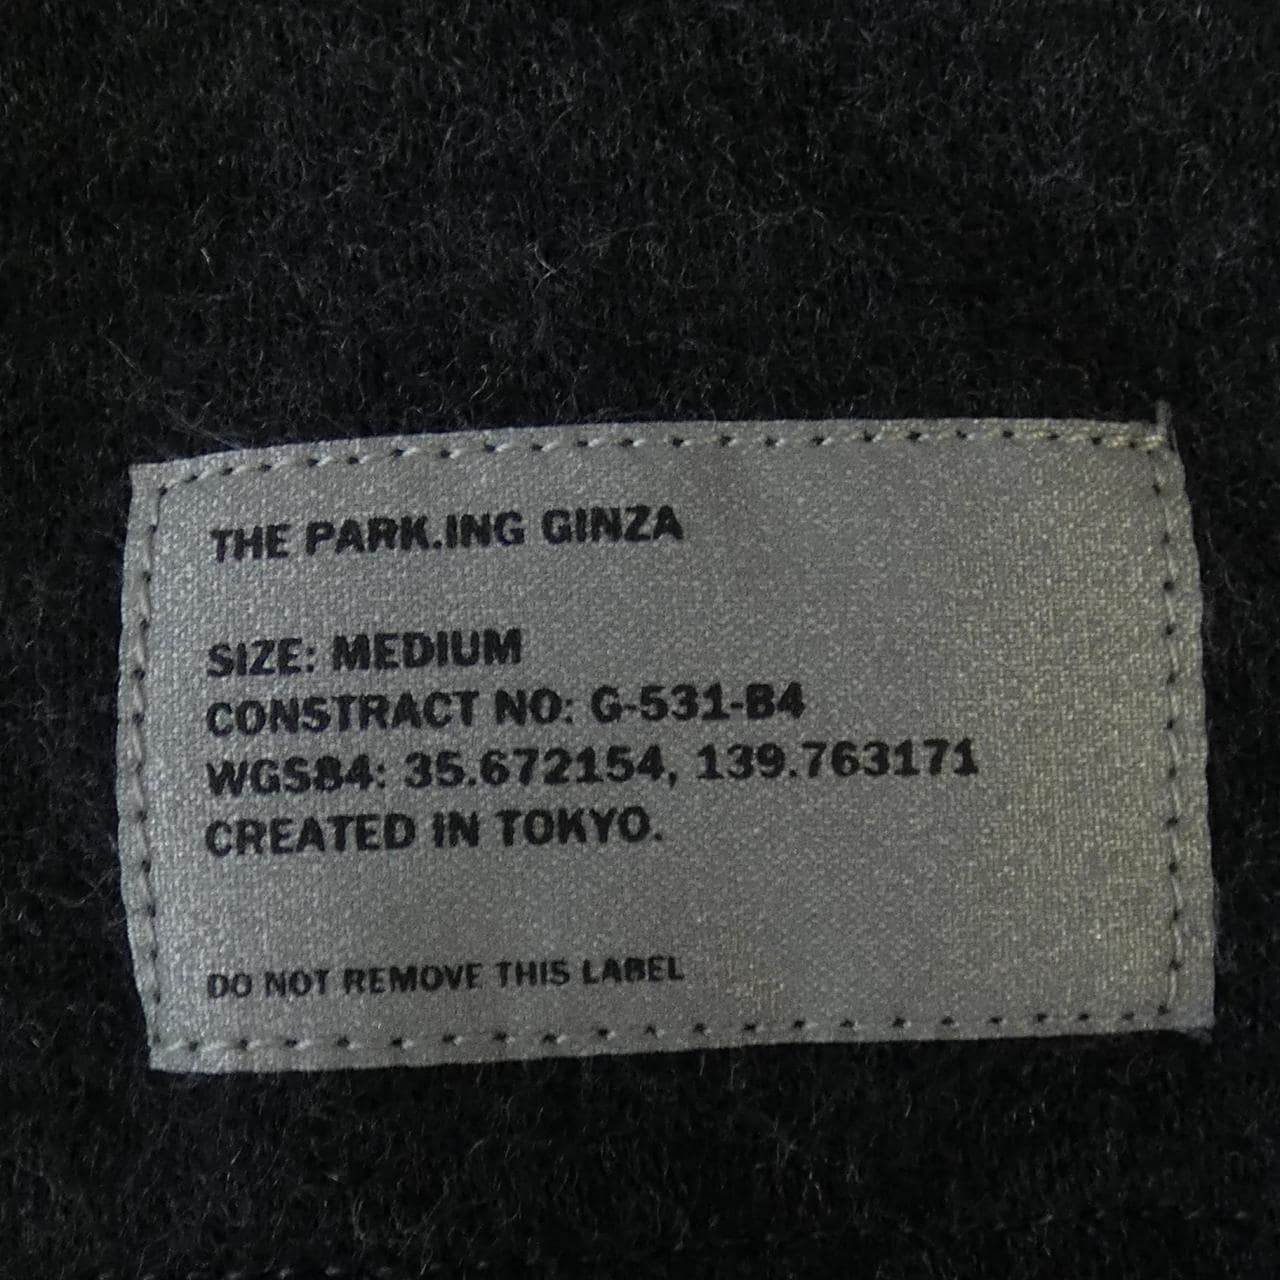 THE PARK.ING GINZA
SIZE: MEDIUM
CONSTRACT NO: G-531-B4
WGS84: 35.672154, 139.763171
CREATED IN TOKYO.
DO NOT REMOVE THIS LABEL